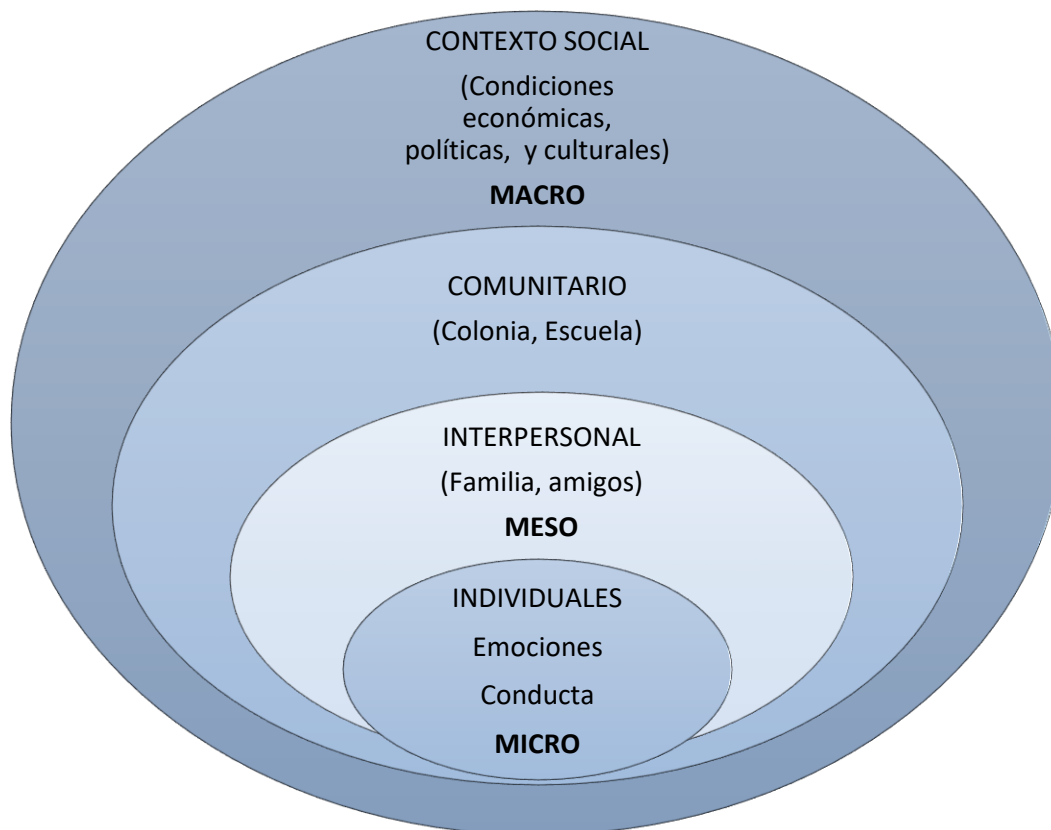 CONTEXTO SOCIAL
(Condiciones
económicas,
políticas, y culturales)
MACRO
COMUNITARIO
(Colonia, Escuela)
INTERPERSONAL
(Familia, amigos)
MESO
INDIVIDUALES
Emociones
Conducta
MICRO